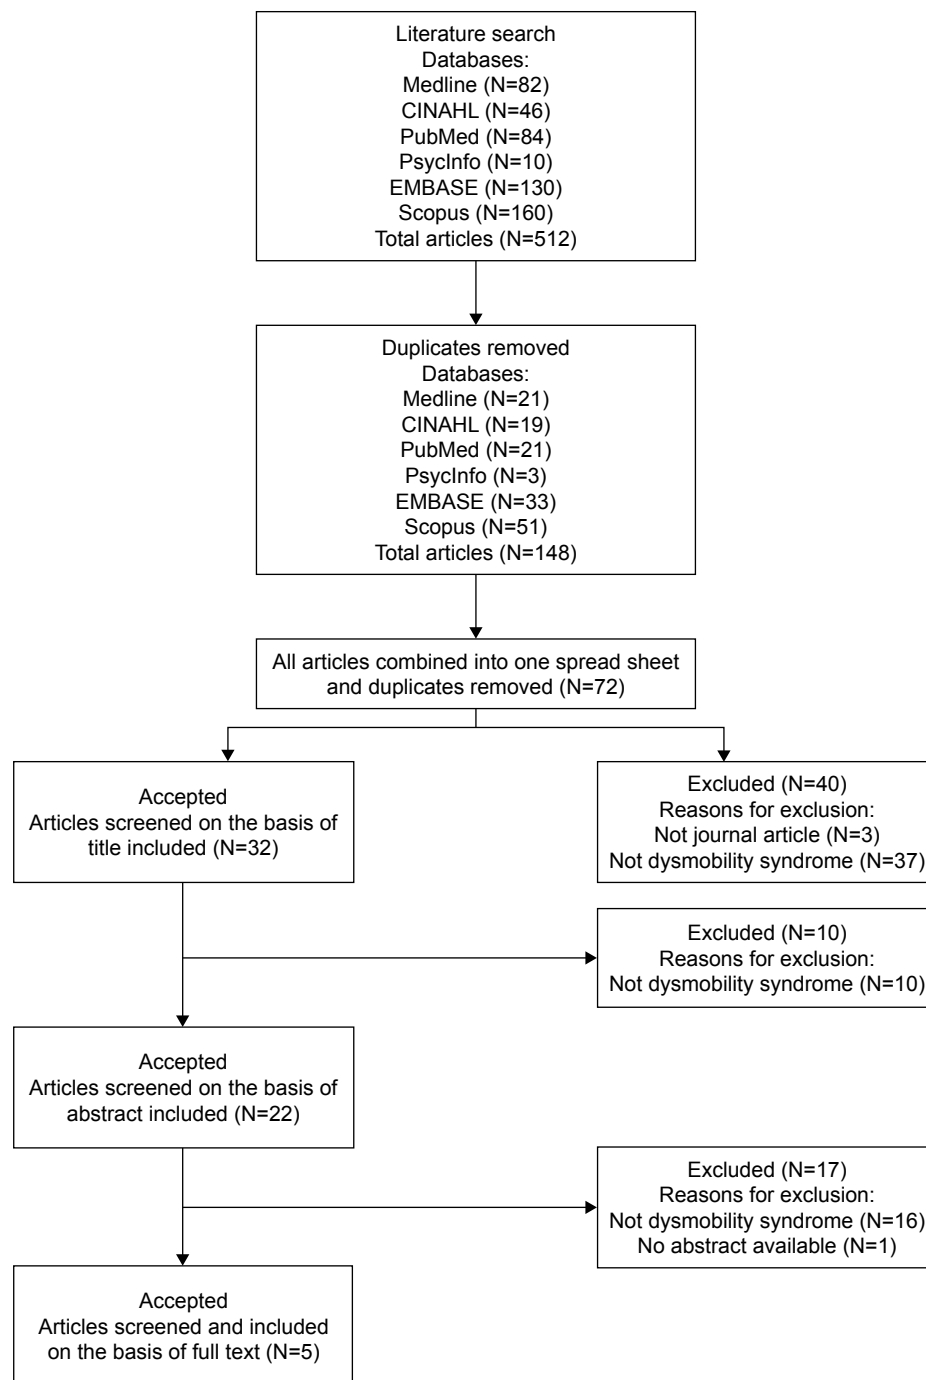 Literature search
Databases:
Medline (N=82)
CINAHL (N=46)
PubMed (N=84)
PsycInfo (N=10)
EMBASE (N=130)
Scopus (N=160)
Total articles (N=512)
Duplicates removed
Databases:
Medline (N=21)
CINAHL (N=19)
PubMed (N=21)
PsycInfo (N=3)
EMBASE (N=33)
Scopus (N=51)
Total articles (N=148)
All articles combined into one spread sheet
and duplicates removed (N=72)
Accepted
Articles screened on the basis of
title included (N=32)
Excluded (N=40)
Reasons for exclusion:
Not journal article (N=3)
Not dysmobility syndrome (N=37)
Excluded (N=10)
Reasons for exclusion:
Not dysmobility syndrome (N=10)
Accepted
Articles screened on the basis of
abstract included (N=22)
Excluded (N=17)
Reasons for exclusion:
Not dysmobility syndrome (N=16)
No abstract available (N=1)
Accepted
Articles screened and included
on the basis of full text (N=5)